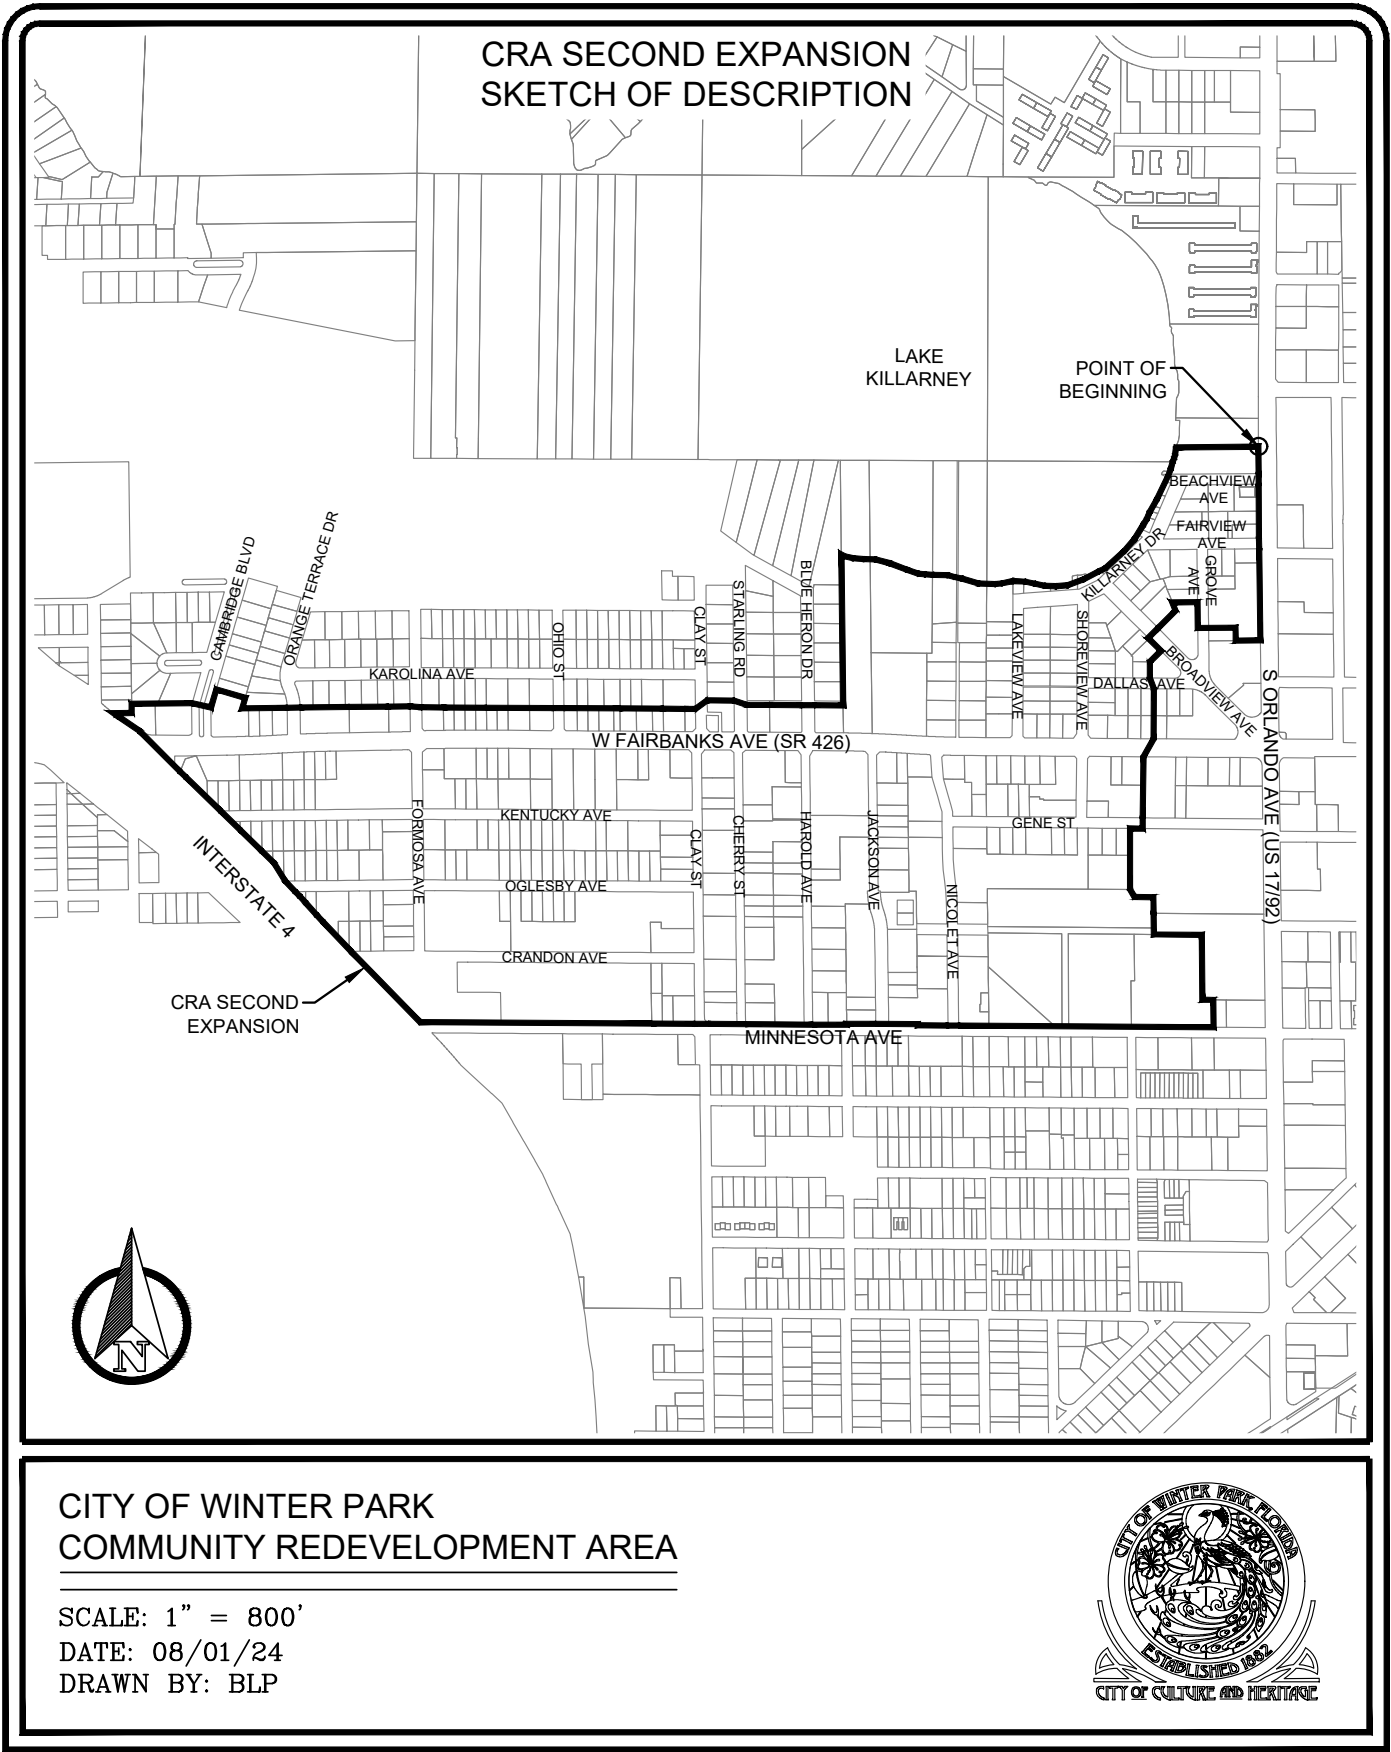 CRA SECOND EXPANSION
SKETCH OF DESCRIPTION
LAKE
KILLARNEY
POINT OF
BEGINNING
BEACHVIEW
AVE
FAIRVIEW
AVE
KILLARNEY DR
GROVE
AVE
CAMBRIDGE BLVD
ORANGE TERRACE DR
OHIO ST
CLAY ST
STARLING RD
BLUE HERON DR
LAKEVIEW AVE
SHOREVIEW AVE
KAROLINA AVE
DALLAS AVE
BROADVIEW AVE
S ORLANDO AVE (US 17/92)
W FAIRBANKS AVE (SR 426)
FORMOSA AVE
KENTUCKY AVE
CLAY ST
CHERRY ST
HAROLD AVE
JACKSON AVE
GENE ST
INTERSTATE 4
OGLESBY AVE
NICOLET AVE
CRANDON AVE
CRA SECOND
EXPANSION
MINNESOTA AVE
N
CITY OF WINTER PARK
COMMUNITY REDEVELOPMENT AREA
SCALE: 1" = 800'
DATE: 08/01/24
DRAWN BY: BLP
CITY OF WINTER PARK, FLORIDA
ESTABLISHED 1882
CITY OF CULTURE AND HERITAGE